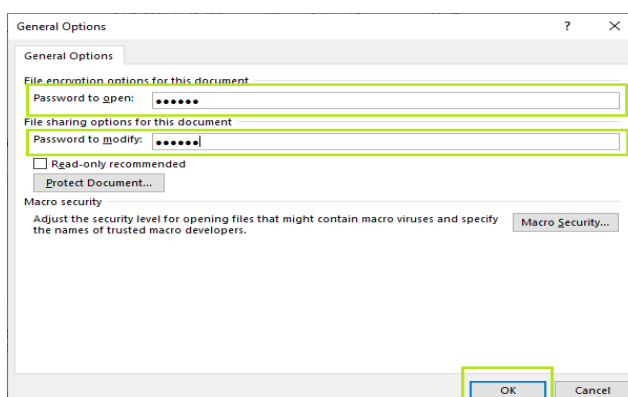 General Options ? ×
General Options
File encryption options for this document
Password to open: ●●●●●●
File sharing options for this document
Password to modify: ●●●●●●
Read-only recommended
Protect Document...
Macro security
Adjust the security level for opening files that might contain macro viruses and specify
the names of trusted macro developers.
Macro Security...
OK Cancel